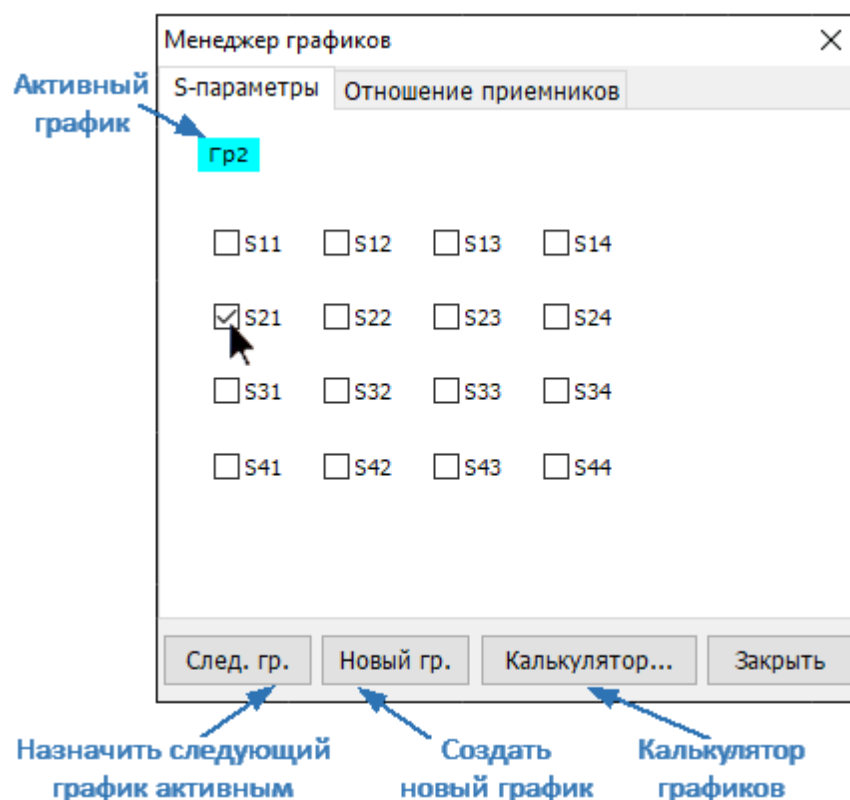 Менеджер графиков
S-параметры Отношение приемников
Активный
график
Гр2
S11 S12 S13 S14
S21 S22 S23 S24
S31 S32 S33 S34
S41 S42 S43 S44
След. гр. Новый гр. Калькулятор... Закрыть
Назначить следующий
график активным
Создать
новый график
Калькулятор
графиков